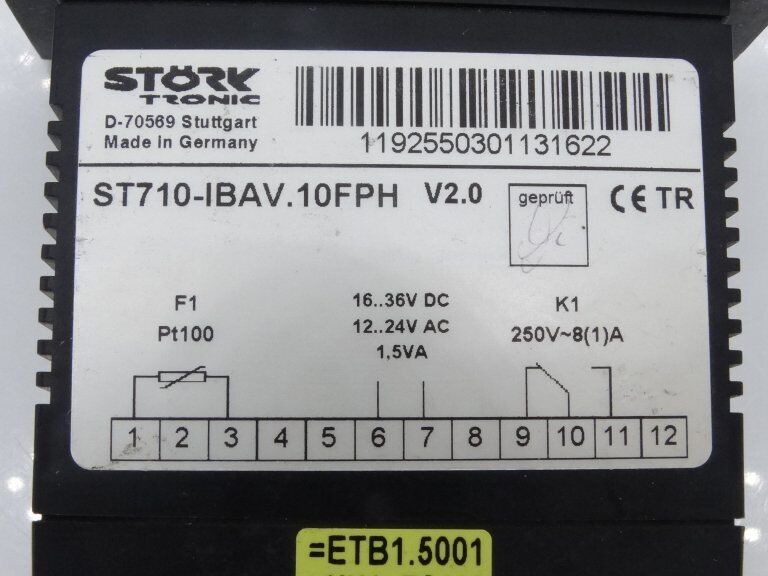 STÖRK
TRONIC
D-70569 Stuttgart
Made in Germany
1192550301131622
ST710-IBAV.10FPH V2.0
geprüft
CE TR
F1
Pt100
16..36V DC
12..24V AC
1,5VA
K1
250V~8(1)A
1 2 3 4 5 6 7 8 9 10 11 12
=ETB1.5001